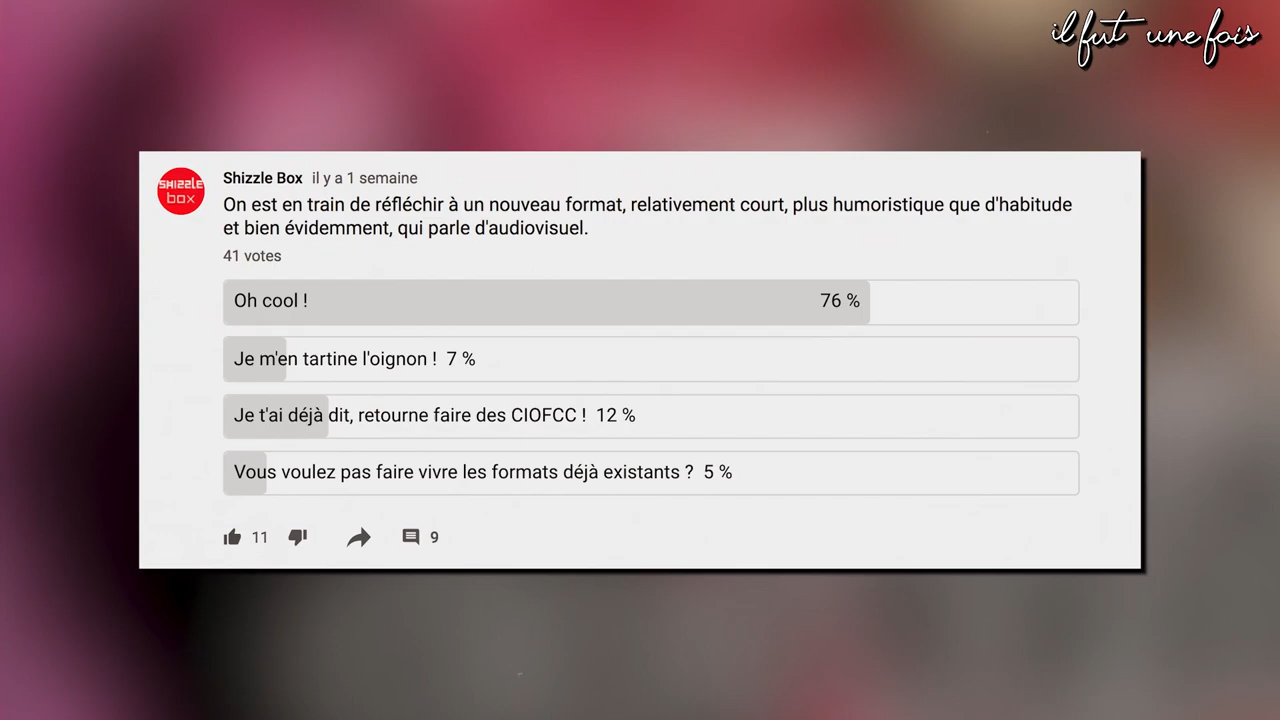 il fut une fois
SHIZZLE
box
Shizzle Box il y a 1 semaine
On est en train de réfléchir à un nouveau format, relativement court, plus humoristique que d'habitude
et bien évidemment, qui parle d'audiovisuel.
41 votes
Oh cool ! 76 %
Je m'en tartine l'oignon ! 7 %
Je t'ai déjà dit, retourne faire des CIOFCC ! 12 %
Vous voulez pas faire vivre les formats déjà existants ? 5 %
11 9